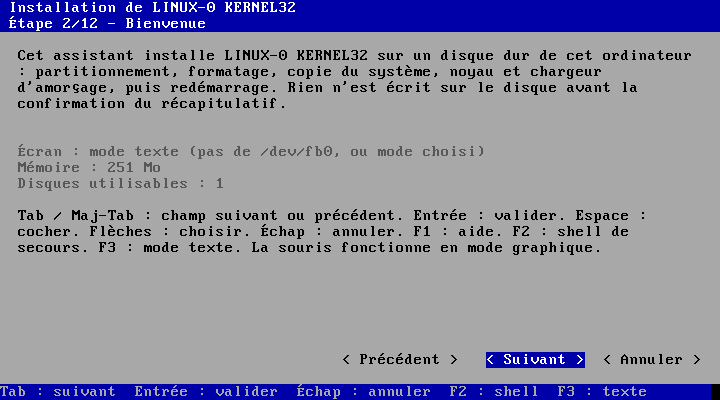 Installation de LINUX-0 KERNEL32
Étape 2/12 - Bienvenue
Cet assistant installe LINUX-0 KERNEL32 sur un disque dur de cet ordinateur
: partitionnement, formatage, copie du système, noyau et chargeur
d'amorçage, puis redémarrage. Rien n'est écrit sur le disque avant la
confirmation du récapitulatif.
Écran : mode texte (pas de /dev/fb0, ou mode choisi)
Mémoire : 251 Mo
Disques utilisables : 1
Tab / Maj-Tab : champ suivant ou précédent. Entrée : valider. Espace :
cocher. Flèches : choisir. Échap : annuler. F1 : aide. F2 : shell de
secours. F3 : mode texte. La souris fonctionne en mode graphique.
< Précédent > < Suivant > < Annuler >
Tab : suivant Entrée : valider Échap : annuler F2 : shell F3 : texte